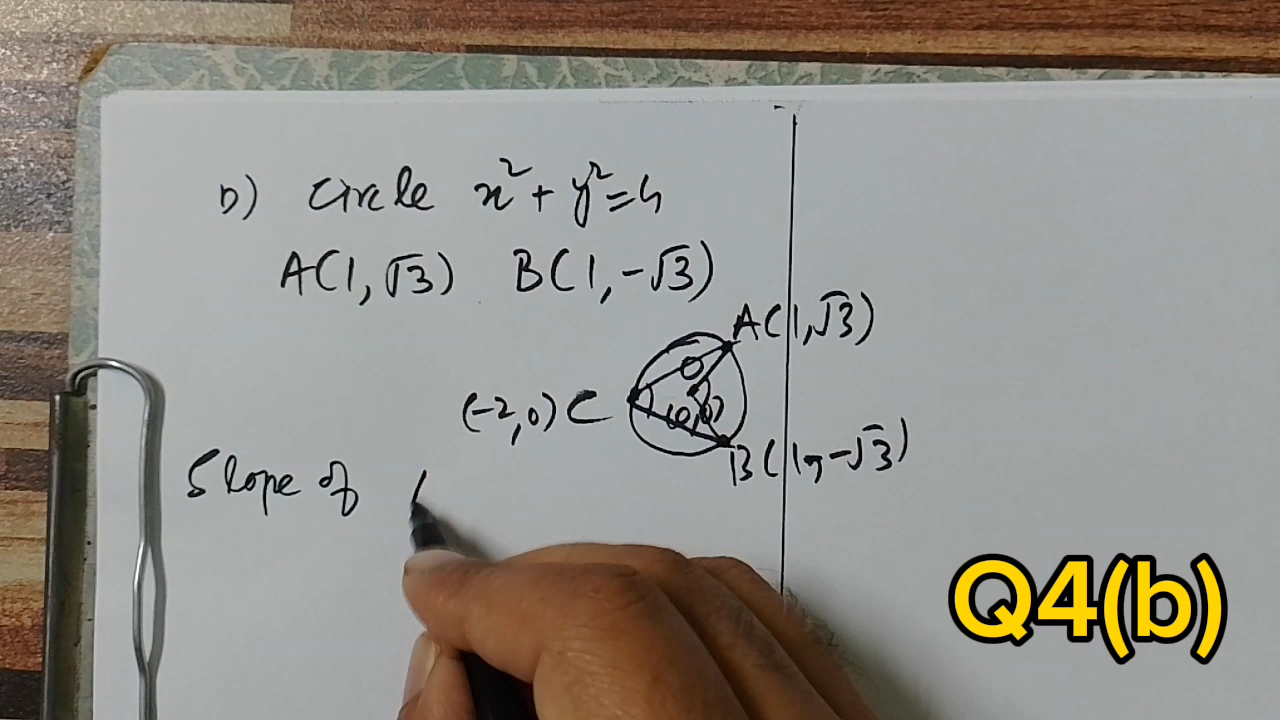 b) Circle x²+y²=4
A(1,√3) B(1,-√3)
A(1,√3)
(-2,0) C
O
(0,0)
B(1,-√3)
Slope of
Q4(b)